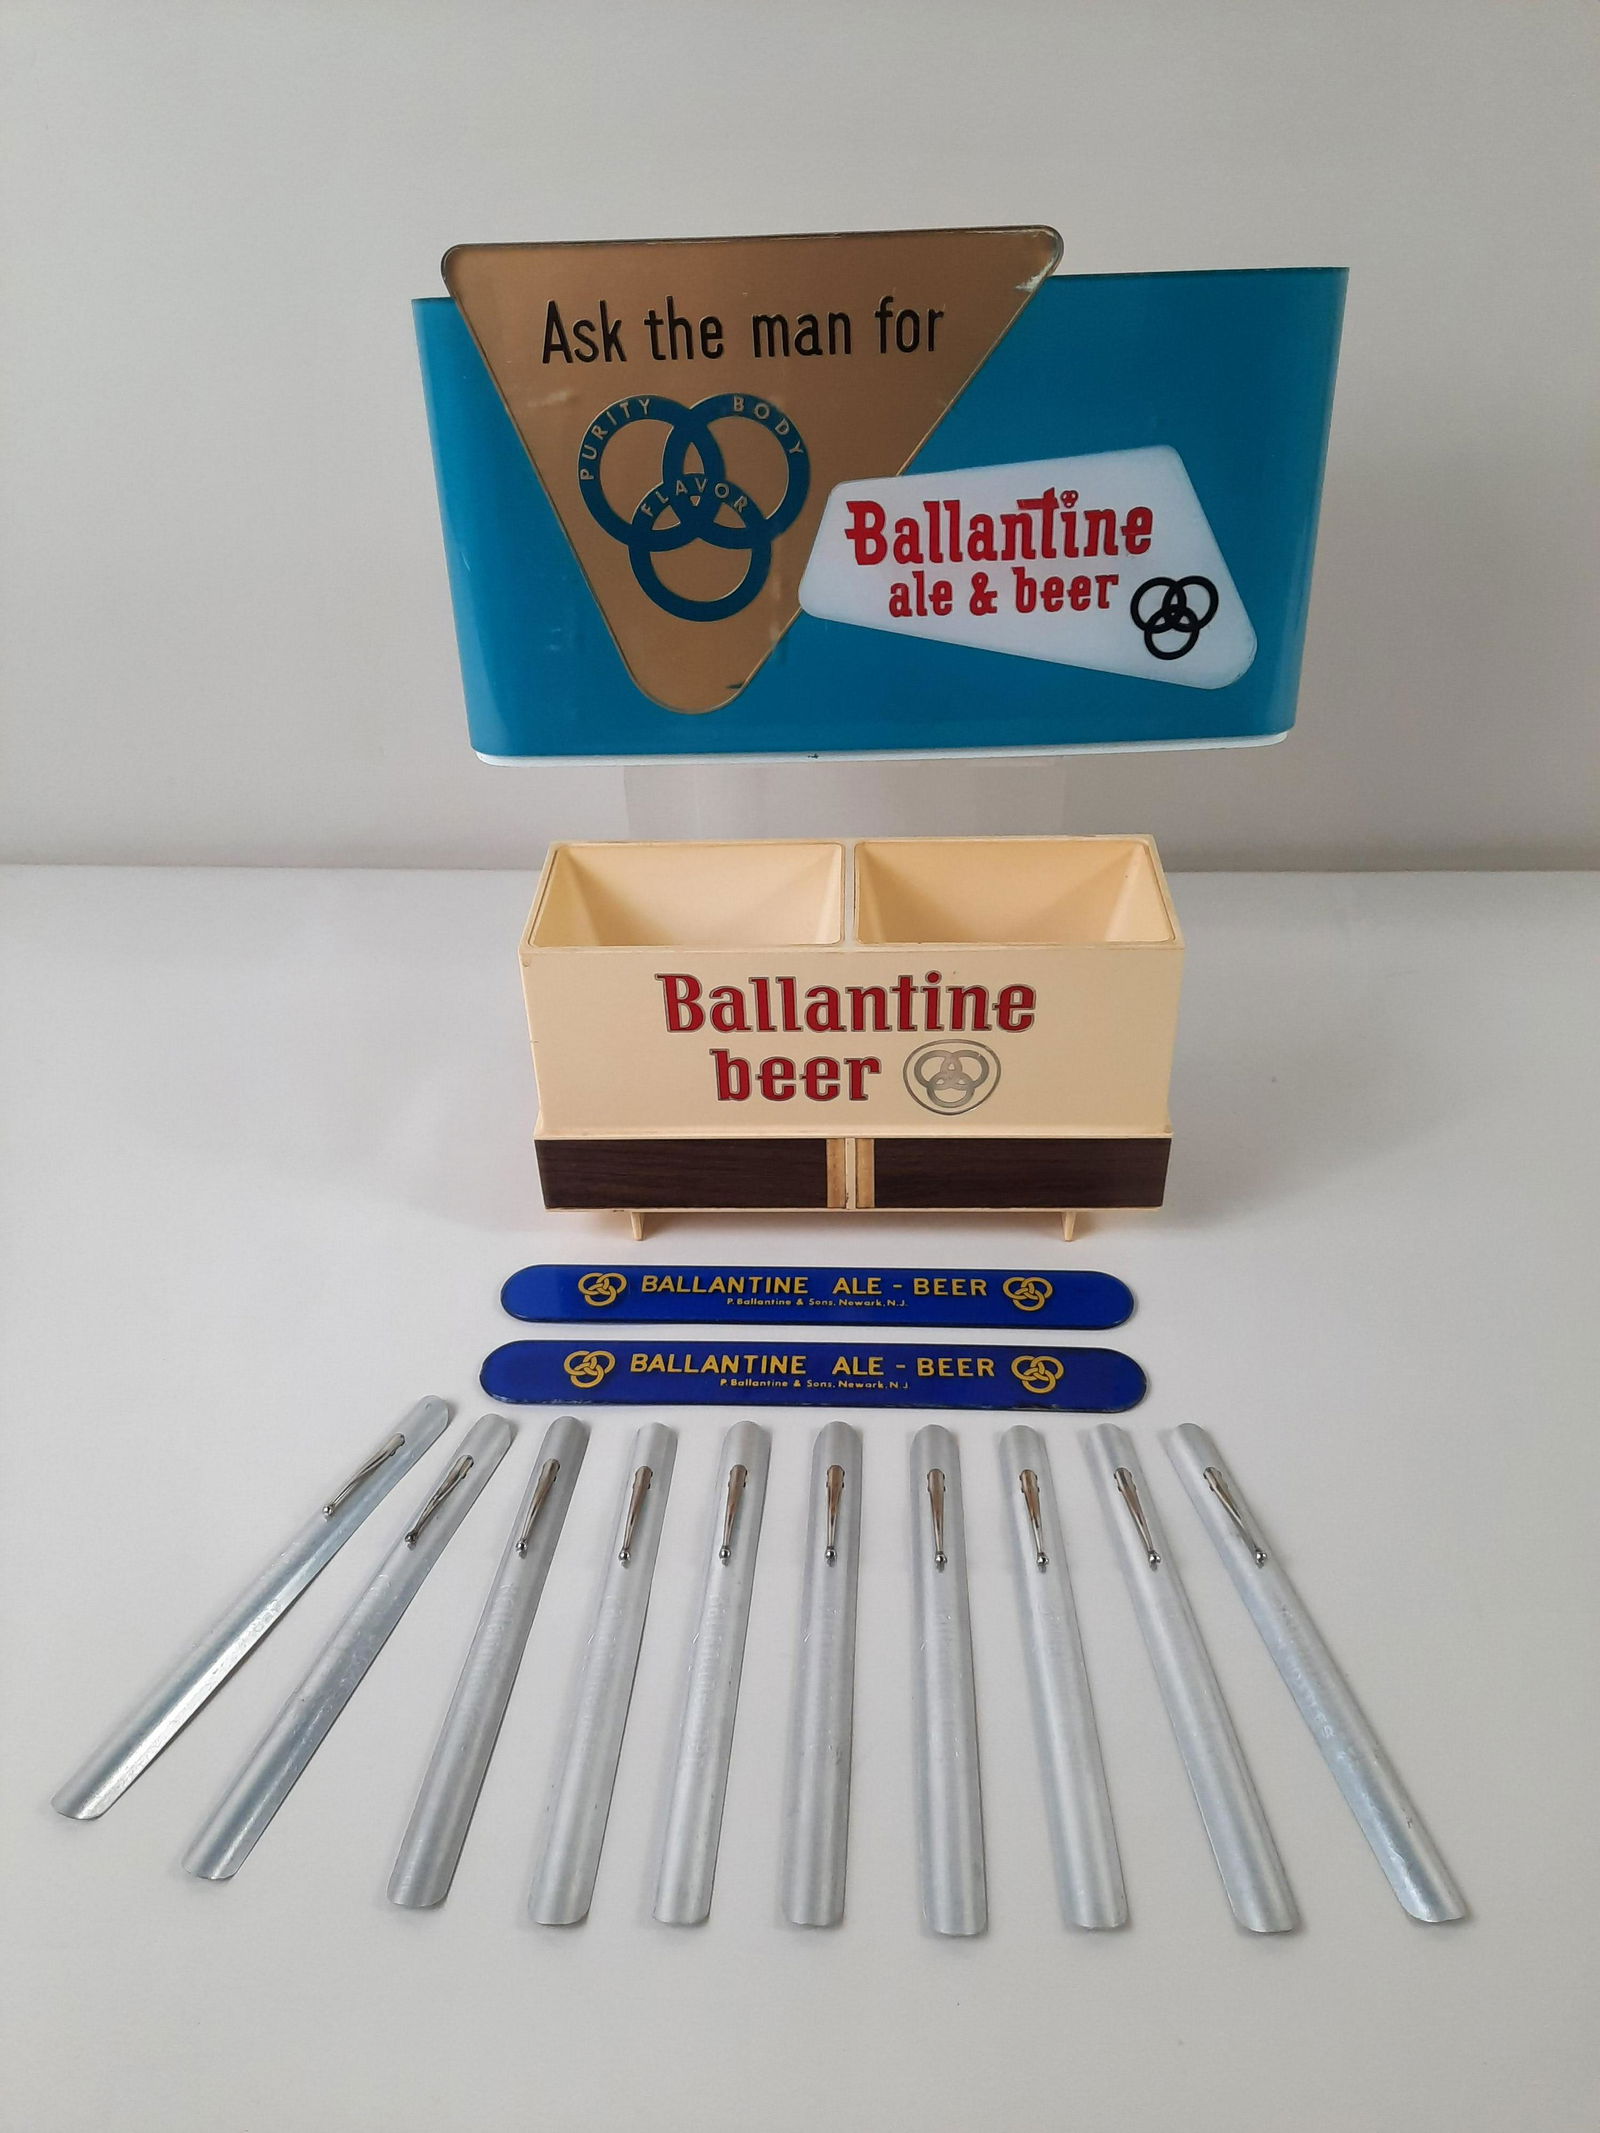 Ask the man for
PURITY BODY
FLAVOR
Ballantine
ale & beer
Ballantine
beer
BALLANTINE ALE - BEER
P. Ballantine & Sons, Newark, N.J.
BALLANTINE ALE - BEER
P. Ballantine & Sons, Newark, N.J.